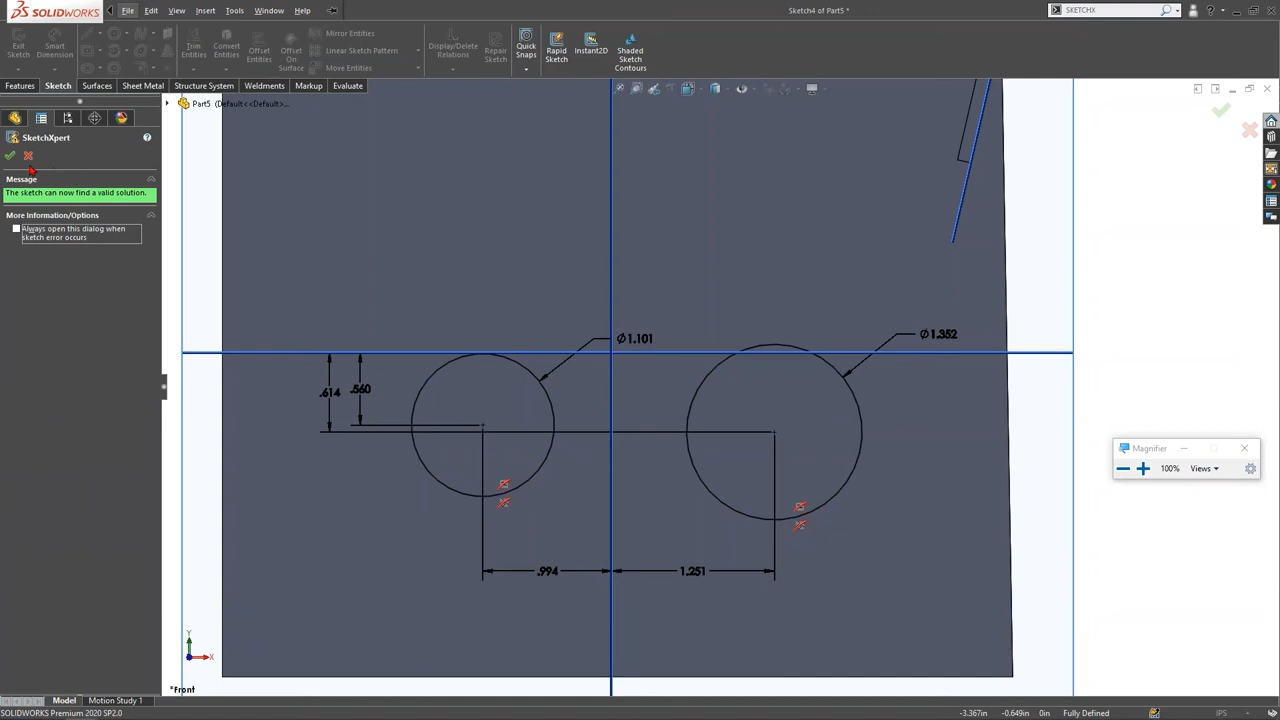 SOLIDWORKS File Edit View Insert Tools Window Help Sketch4 of Part5 * SKETCHX
Exit Sketch Smart Dimension Trim Entities Convert Entities Offset Entities Offset On Surface Mirror Entities Linear Sketch Pattern Move Entities Display/Delete Relations Repair Sketch Quick Snaps Rapid Sketch Instant2D Shaded Sketch Contours
Features Sketch Surfaces Sheet Metal Structure System Weldments Markup Evaluate
Part5 (Default<<Default>...
SketchXpert
Message
The sketch can now find a valid solution.
More Information/Options
Always open this dialog when
sketch error occurs
Ø1.101
Ø1.352
.614
.560
.994
1.251
Magnifier
100% Views
Y
X
*Front
Model Motion Study 1
SOLIDWORKS Premium 2020 SP2.0 -3.367in -0.649in 0in Fully Defined IPS